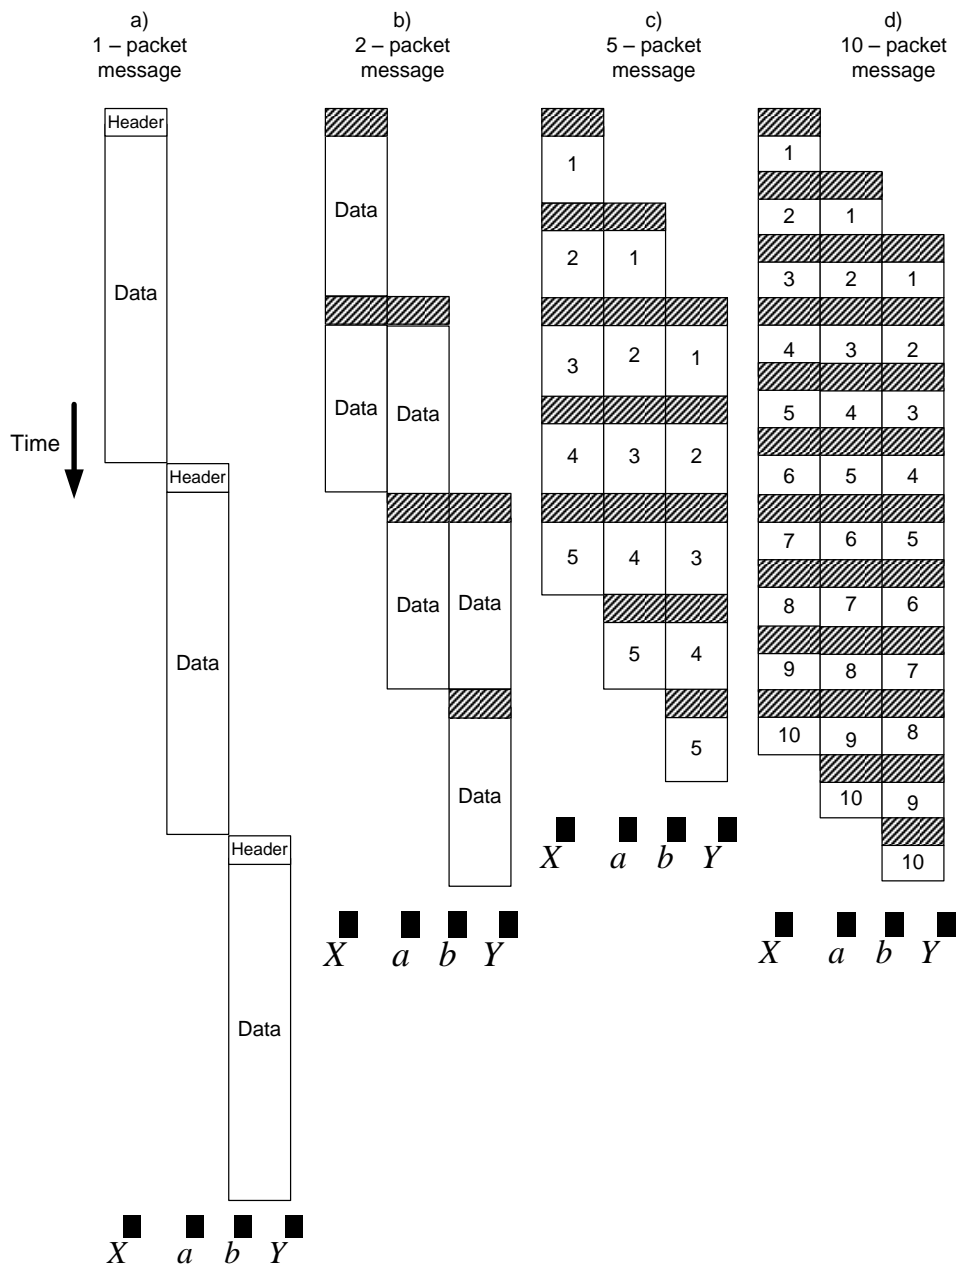 a)
1 – packet
message
b)
2 – packet
message
c)
5 – packet
message
d)
10 – packet
message
Time
Header
Data
Header
Data
Header
Data
X a b Y
Data
Data Data
Data Data
Data
X a b Y
1
2 1
3 2 1
4 3 2
5 4 3
5 4
5
X a b Y
1
2 1
3 2 1
4 3 2
5 4 3
6 5 4
7 6 5
8 7 6
9 8 7
10 9 8
10 9
10
X a b Y